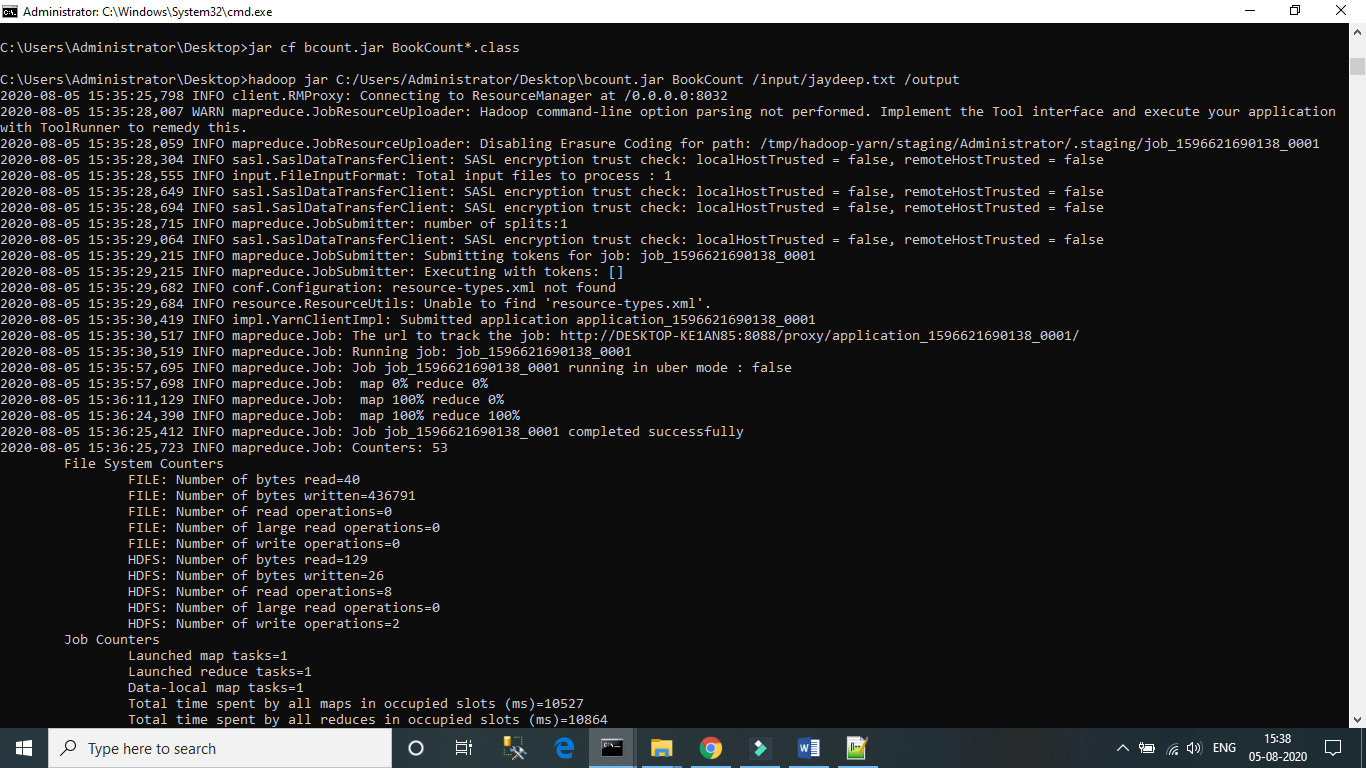 Administrator: C:\Windows\System32\cmd.exe
C:\Users\Administrator\Desktop>jar cf bcount.jar BookCount*.class
C:\Users\Administrator\Desktop>hadoop jar C:/Users/Administrator/Desktop\bcount.jar BookCount /input/jaydeep.txt /output
2020-08-05 15:35:25,798 INFO client.RMProxy: Connecting to ResourceManager at /0.0.0.0:8032
2020-08-05 15:35:28,007 WARN mapreduce.JobResourceUploader: Hadoop command-line option parsing not performed. Implement the Tool interface and execute your application
with ToolRunner to remedy this.
2020-08-05 15:35:28,059 INFO mapreduce.JobResourceUploader: Disabling Erasure Coding for path: /tmp/hadoop-yarn/staging/Administrator/.staging/job_1596621690138_0001
2020-08-05 15:35:28,304 INFO sasl.SaslDataTransferClient: SASL encryption trust check: localHostTrusted = false, remoteHostTrusted = false
2020-08-05 15:35:28,555 INFO input.FileInputFormat: Total input files to process : 1
2020-08-05 15:35:28,649 INFO sasl.SaslDataTransferClient: SASL encryption trust check: localHostTrusted = false, remoteHostTrusted = false
2020-08-05 15:35:28,694 INFO sasl.SaslDataTransferClient: SASL encryption trust check: localHostTrusted = false, remoteHostTrusted = false
2020-08-05 15:35:28,715 INFO mapreduce.JobSubmitter: number of splits:1
2020-08-05 15:35:29,064 INFO sasl.SaslDataTransferClient: SASL encryption trust check: localHostTrusted = false, remoteHostTrusted = false
2020-08-05 15:35:29,215 INFO mapreduce.JobSubmitter: Submitting tokens for job: job_1596621690138_0001
2020-08-05 15:35:29,215 INFO mapreduce.JobSubmitter: Executing with tokens: []
2020-08-05 15:35:29,682 INFO conf.Configuration: resource-types.xml not found
2020-08-05 15:35:29,684 INFO resource.ResourceUtils: Unable to find 'resource-types.xml'.
2020-08-05 15:35:30,419 INFO impl.YarnClientImpl: Submitted application application_1596621690138_0001
2020-08-05 15:35:30,517 INFO mapreduce.Job: The url to track the job: http://DESKTOP-KE1AN85:8088/proxy/application_1596621690138_0001/
2020-08-05 15:35:30,519 INFO mapreduce.Job: Running job: job_1596621690138_0001
2020-08-05 15:35:57,695 INFO mapreduce.Job: Job job_1596621690138_0001 running in uber mode : false
2020-08-05 15:35:57,698 INFO mapreduce.Job:  map 0% reduce 0%
2020-08-05 15:36:11,129 INFO mapreduce.Job:  map 100% reduce 0%
2020-08-05 15:36:24,390 INFO mapreduce.Job:  map 100% reduce 100%
2020-08-05 15:36:25,412 INFO mapreduce.Job: Job job_1596621690138_0001 completed successfully
2020-08-05 15:36:25,723 INFO mapreduce.Job: Counters: 53
File System Counters
FILE: Number of bytes read=40
FILE: Number of bytes written=436791
FILE: Number of read operations=0
FILE: Number of large read operations=0
FILE: Number of write operations=0
HDFS: Number of bytes read=129
HDFS: Number of bytes written=26
HDFS: Number of read operations=8
HDFS: Number of large read operations=0
HDFS: Number of write operations=2
Job Counters
Launched map tasks=1
Launched reduce tasks=1
Data-local map tasks=1
Total time spent by all maps in occupied slots (ms)=10527
Total time spent by all reduces in occupied slots (ms)=10864
Type here to search
ENG
15:38
05-08-2020